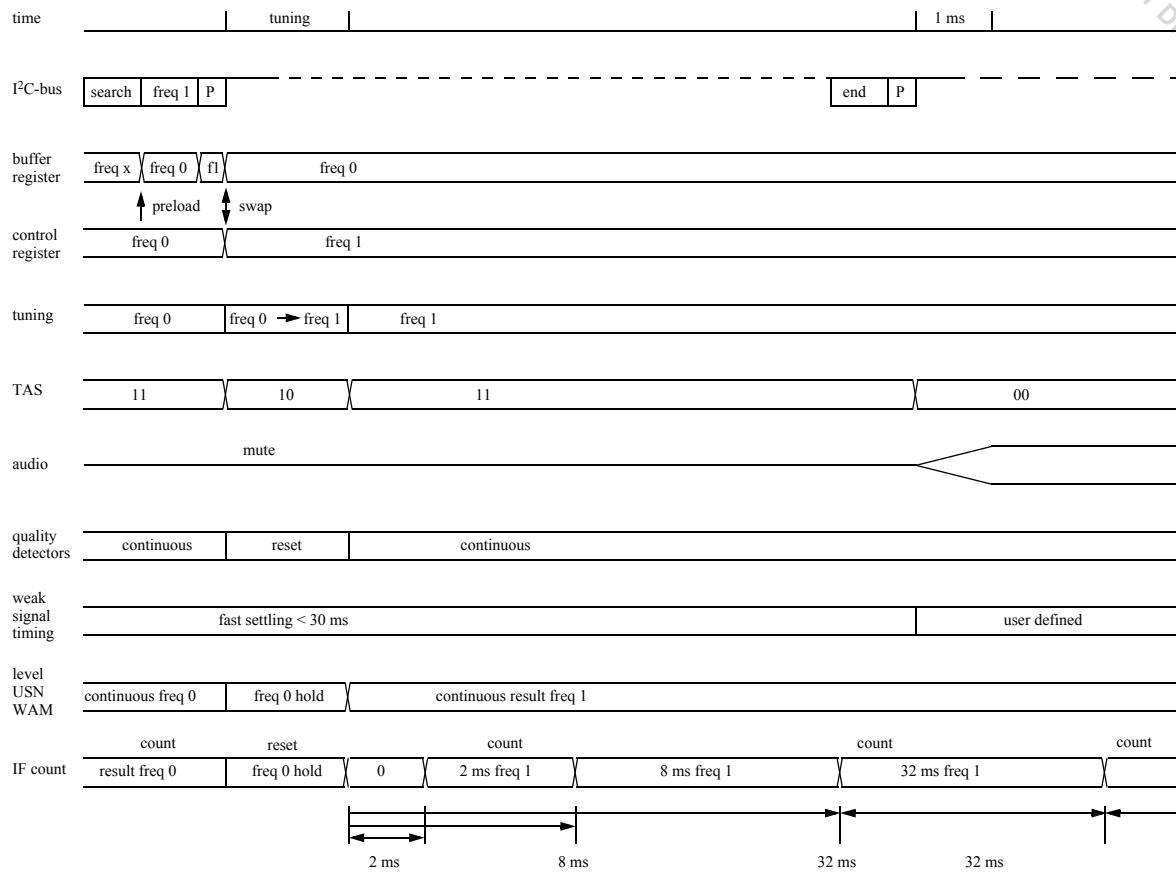 time tuning 1 ms
I²C-bus search freq 1 P end P
buffer
register
freq x freq 0 f1 freq 0
preload swap
control
register
freq 0 freq 1
tuning freq 0 freq 0 freq 1 freq 1
TAS 11 10 11 00
mute
audio
quality
detectors
continuous reset continuous
weak
signal
timing
fast settling < 30 ms user defined
level
USN
WAM
continuous freq 0 freq 0 hold continuous result freq 1
count reset count count count
IF count result freq 0 freq 0 hold 0 2 ms freq 1 8 ms freq 1 32 ms freq 1
2 ms 8 ms 32 ms 32 ms